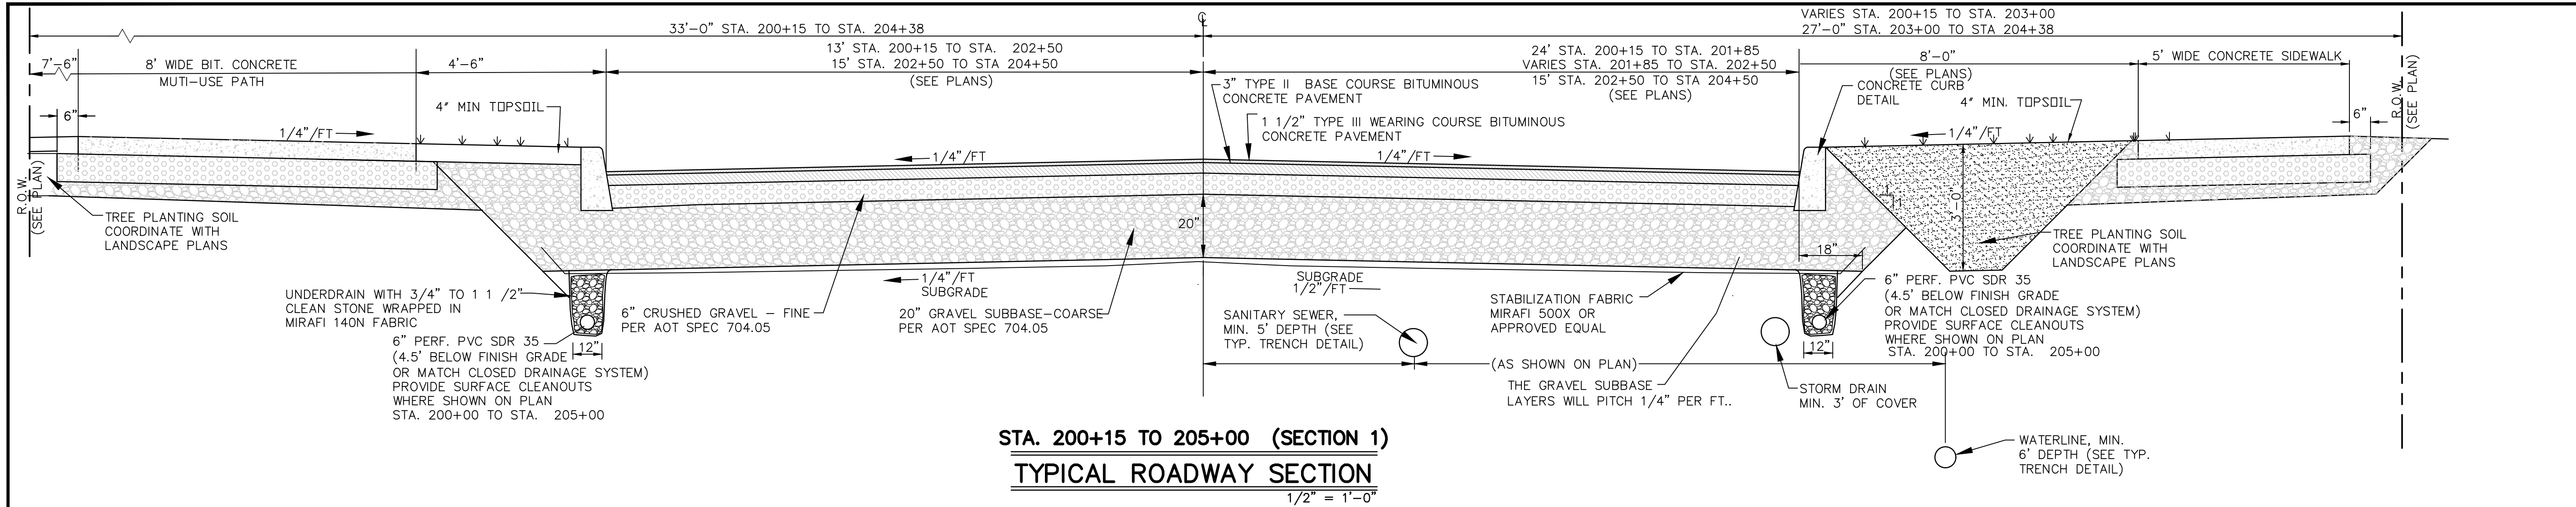 33'-0" STA. 200+15 TO STA. 204+38
℄
VARIES STA. 200+15 TO STA. 203+00
27'-0" STA. 203+00 TO STA 204+38
7'-6"
8' WIDE BIT. CONCRETE
MUTI-USE PATH
4'-6"
13' STA. 200+15 TO STA. 202+50
15' STA. 202+50 TO STA. 204+50
(SEE PLANS)
24' STA. 200+15 TO STA. 201+85
VARIES STA. 201+85 TO STA. 202+50
15' STA. 202+50 TO STA 204+50
(SEE PLANS)
8'-0"
(SEE PLANS)
5' WIDE CONCRETE SIDEWALK
R.O.W.
(SEE PLAN)
6"
1/4"/FT
4" MIN TOPSOIL
1/4"/FT
3" TYPE II BASE COURSE BITUMINOUS
CONCRETE PAVEMENT
1 1/2" TYPE III WEARING COURSE BITUMINOUS
CONCRETE PAVEMENT
1/4"/FT
CONCRETE CURB
DETAIL
4" MIN. TOPSOIL
1/4"/FT
6"
R.O.W.
(SEE PLAN)
TREE PLANTING SOIL
COORDINATE WITH
LANDSCAPE PLANS
20"
18"
1
1
3'-0"
TREE PLANTING SOIL
COORDINATE WITH
LANDSCAPE PLANS
UNDERDRAIN WITH 3/4" TO 1 1 /2"
CLEAN STONE WRAPPED IN
MIRAFI 140N FABRIC
1/4"/FT
SUBGRADE
6" CRUSHED GRAVEL – FINE
PER AOT SPEC 704.05
20" GRAVEL SUBBASE-COARSE
PER AOT SPEC 704.05
SUBGRADE
1/2"/FT
SANITARY SEWER,
MIN. 5' DEPTH (SEE
TYP. TRENCH DETAIL)
STABILIZATION FABRIC
MIRAFI 500X OR
APPROVED EQUAL
6" PERF. PVC SDR 35
(4.5' BELOW FINISH GRADE
OR MATCH CLOSED DRAINAGE SYSTEM)
PROVIDE SURFACE CLEANOUTS
WHERE SHOWN ON PLAN
STA. 200+00 TO STA. 205+00
6" PERF. PVC SDR 35
(4.5' BELOW FINISH GRADE
OR MATCH CLOSED DRAINAGE SYSTEM)
PROVIDE SURFACE CLEANOUTS
WHERE SHOWN ON PLAN
STA. 200+00 TO STA. 205+00
12"
12"
(AS SHOWN ON PLAN)
THE GRAVEL SUBBASE
LAYERS WILL PITCH 1/4" PER FT..
STORM DRAIN
MIN. 3' OF COVER
WATERLINE, MIN.
6' DEPTH (SEE TYP.
TRENCH DETAIL)
STA. 200+15 TO 205+00 (SECTION 1)
TYPICAL ROADWAY SECTION
1/2" = 1'-0"